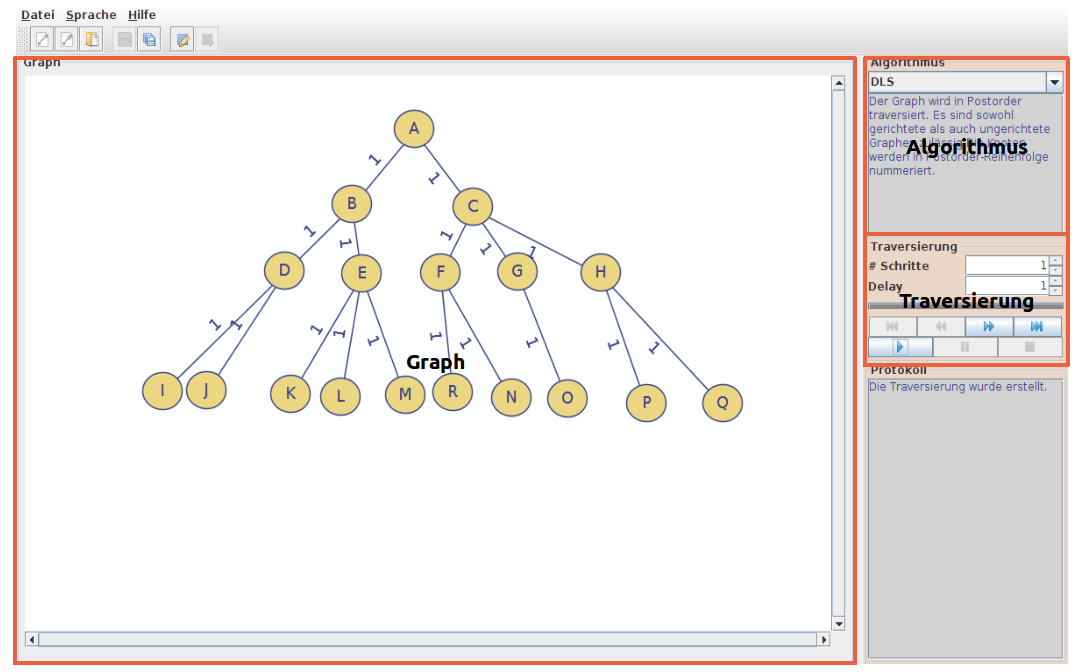 Datei Sprache Hilfe
Graph
A
1
1
B
C
1
1
1
1
1
D
E
F
G
H
1
1
1
1
1
1
1
1
1
1
I
J
K
L
M
R
N
O
P
Q
Graph
Algorithmus
DLS
Der Graph wird in Postorder
traversiert. Es sind sowohl
gerichtete als auch ungerichtete
Algorithmus
werden in Postorder-Reihenfolge
nummeriert.
Traversierung
# Schritte 1
Delay 1
Traversierung
Protokoll
Die Traversierung wurde erstellt.